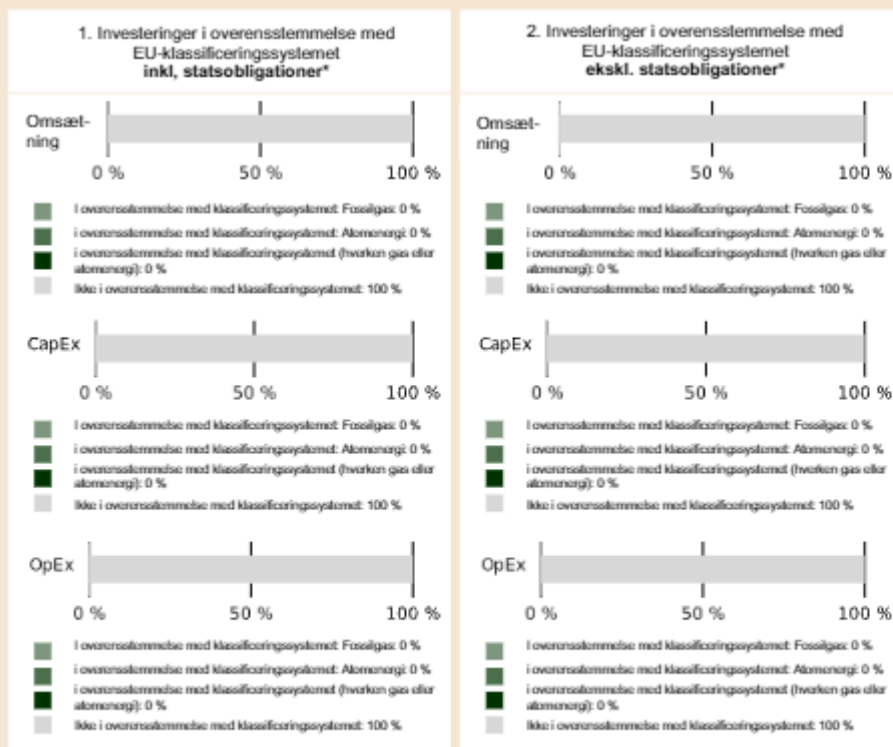 1. Investeringer i overensstemmelse med
EU-klassificeringssystemet
inkl, statsobligationer*
Omsæt-
ning
0 % 50 % 100 %
I overensstemmelse med klassificeringssystemet: Fossilgas: 0 %
i overensstemmelse med klassificeringssystemet: Atomenergi: 0 %
i overensstemmelse med klassificeringssystemet (hverken gas eller
atomenergi): 0 %
Ikke i overensstemmelse med klassificeringssystemet: 100 %
CapEx
0 % 50 % 100 %
I overensstemmelse med klassificeringssystemet: Fossilgas: 0 %
i overensstemmelse med klassificeringssystemet: Atomenergi: 0 %
i overensstemmelse med klassificeringssystemet (hverken gas eller
atomenergi): 0 %
Ikke i overensstemmelse med klassificeringssystemet: 100 %
OpEx
0 % 50 % 100 %
I overensstemmelse med klassificeringssystemet: Fossilgas: 0 %
i overensstemmelse med klassificeringssystemet: Atomenergi: 0 %
i overensstemmelse med klassificeringssystemet (hverken gas eller
atomenergi): 0 %
Ikke i overensstemmelse med klassificeringssystemet: 100 %
2. Investeringer i overensstemmelse med
EU-klassificeringssystemet
ekskl. statsobligationer*
Omsæt-
ning
0 % 50 % 100 %
I overensstemmelse med klassificeringssystemet: Fossilgas: 0 %
i overensstemmelse med klassificeringssystemet: Atomenergi: 0 %
i overensstemmelse med klassificeringssystemet (hverken gas eller
atomenergi): 0 %
Ikke i overensstemmelse med klassificeringssystemet: 100 %
CapEx
0 % 50 % 100 %
I overensstemmelse med klassificeringssystemet: Fossilgas: 0 %
i overensstemmelse med klassificeringssystemet: Atomenergi: 0 %
i overensstemmelse med klassificeringssystemet (hverken gas eller
atomenergi): 0 %
Ikke i overensstemmelse med klassificeringssystemet: 100 %
OpEx
0 % 50 % 100 %
I overensstemmelse med klassificeringssystemet: Fossilgas: 0 %
i overensstemmelse med klassificeringssystemet: Atomenergi: 0 %
i overensstemmelse med klassificeringssystemet (hverken gas eller
atomenergi): 0 %
Ikke i overensstemmelse med klassificeringssystemet: 100 %